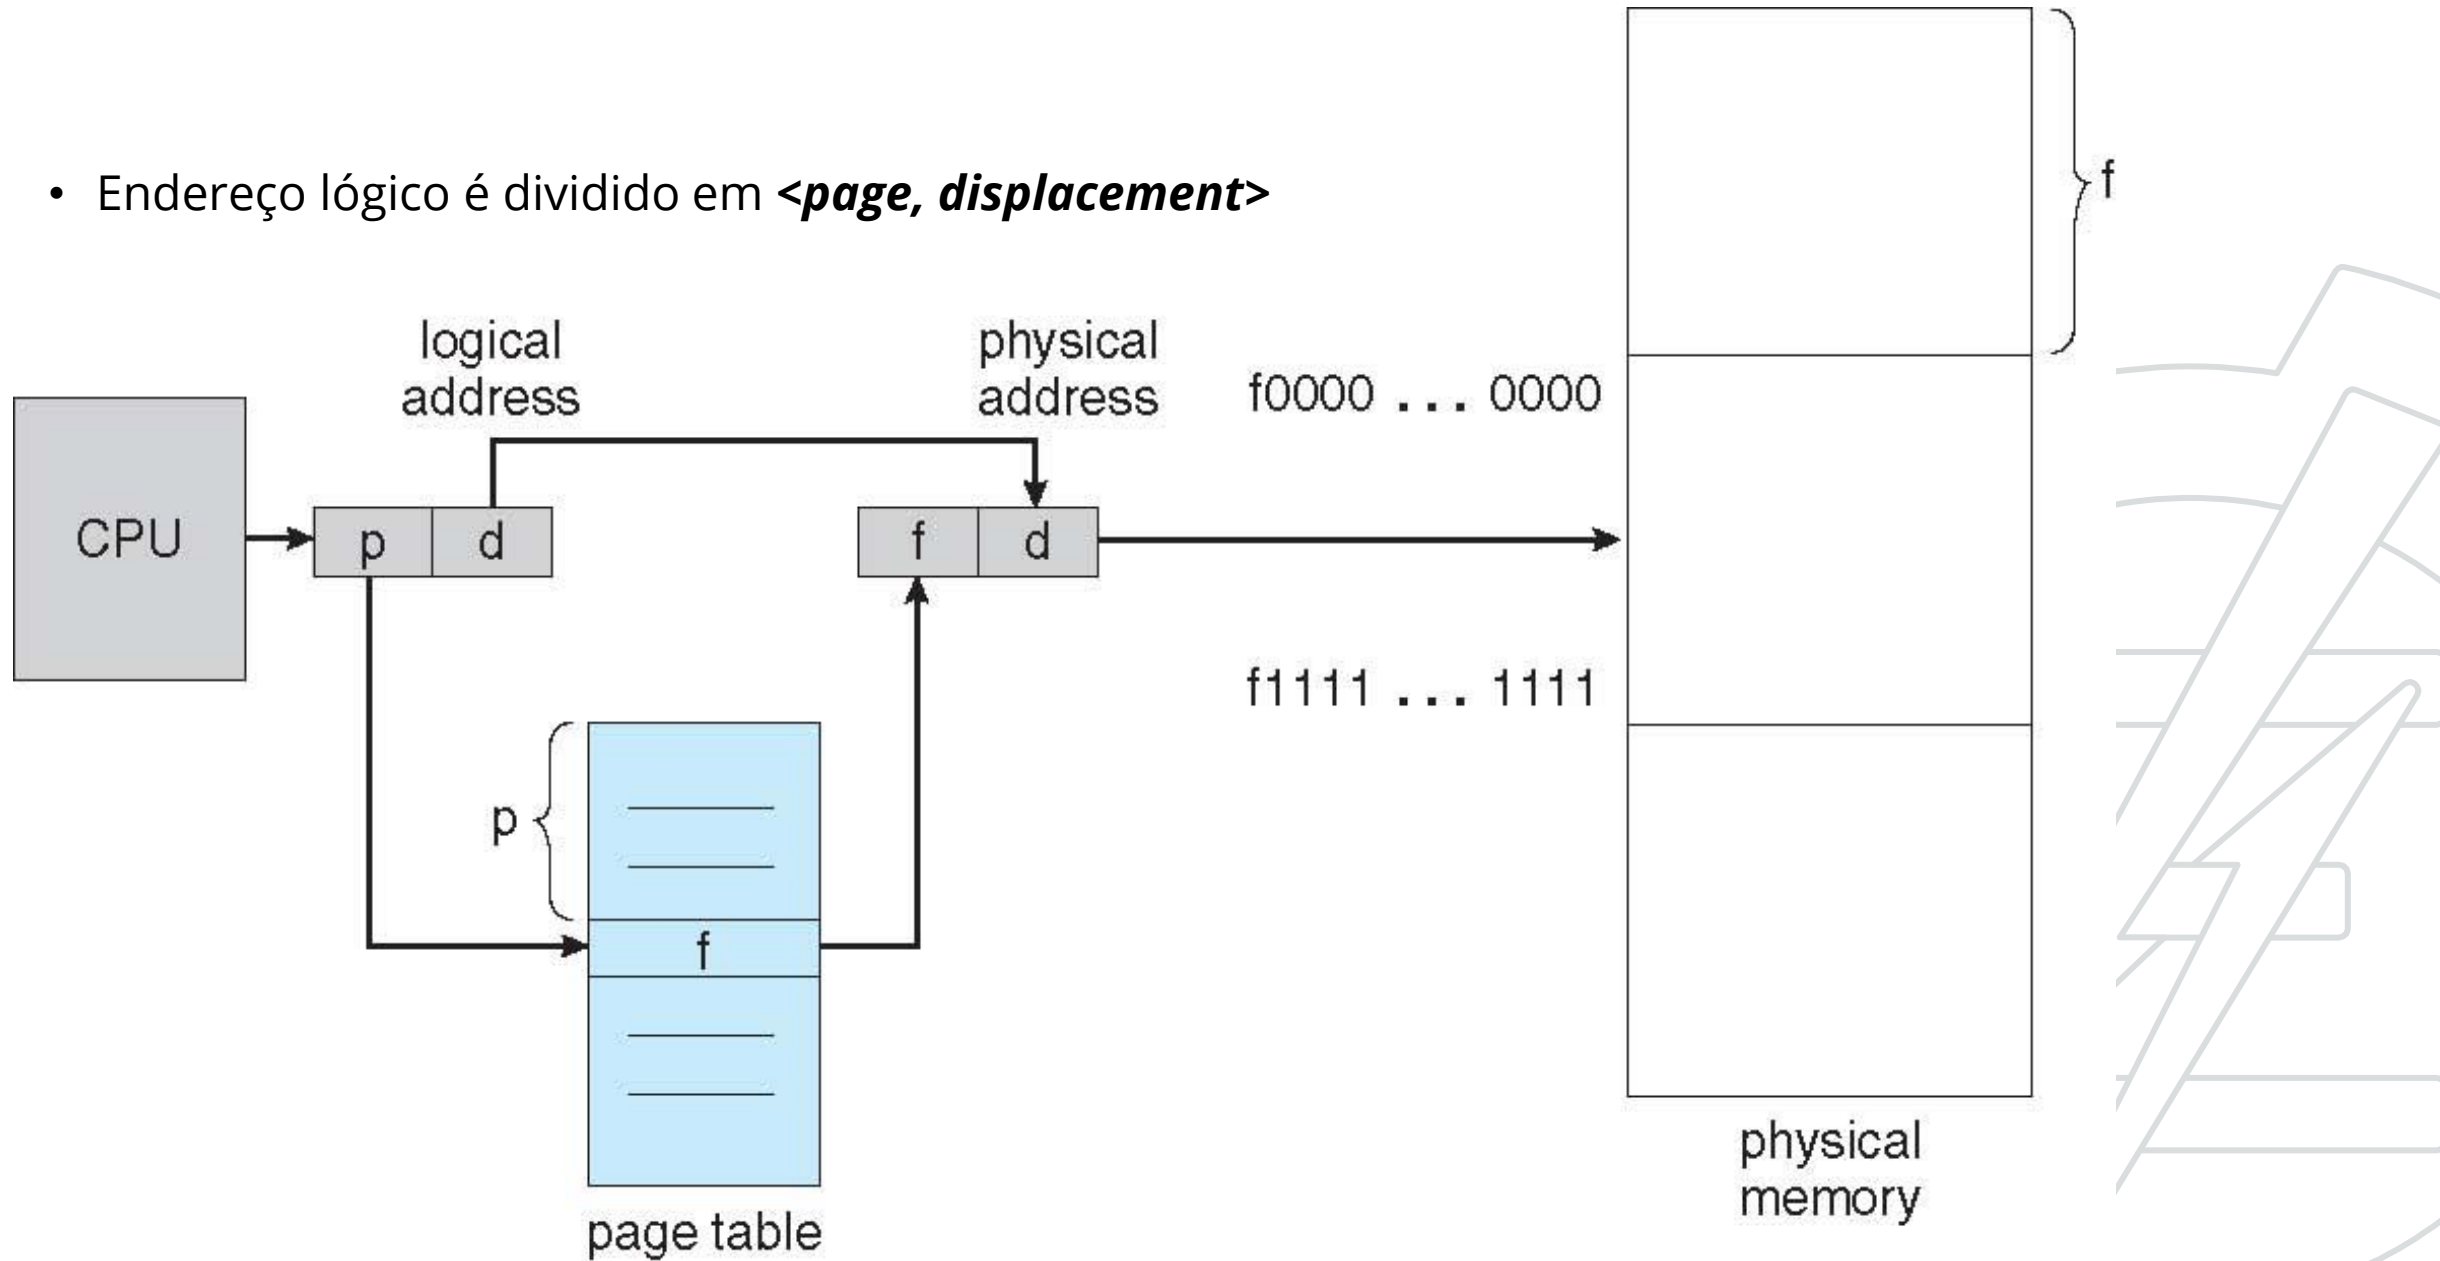 • Endereço lógico é dividido em <page, displacement>
f
logical
address
physical
address
f0000 ... 0000
CPU
p
d
f
d
f1111 ... 1111
p
f
page table
physical
memory